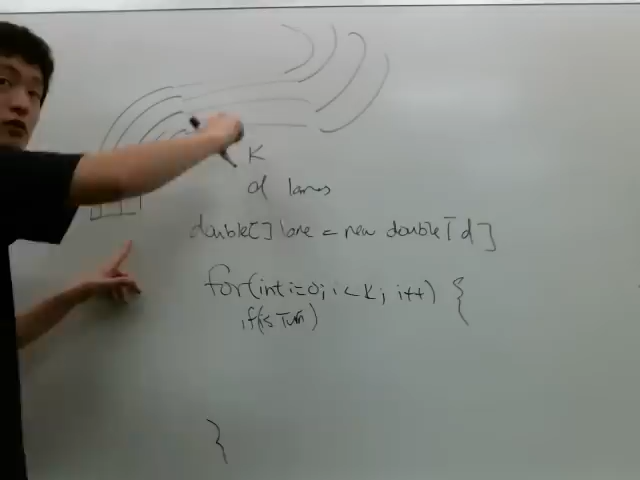 K
d lanes
double[] lane = new double[d]
for(int i=0; i<K; i++) {
if(isTurn)
}